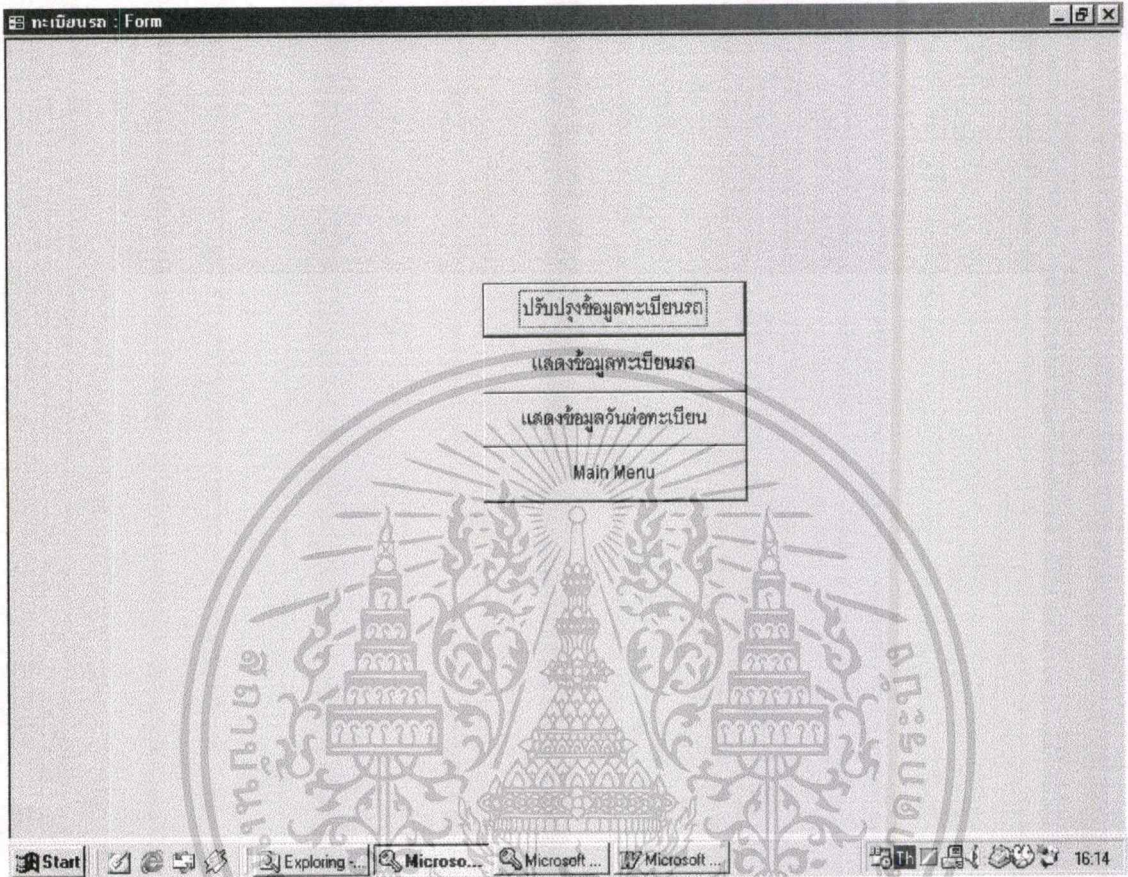 ทะเบียนรถ : Form
ปรับปรุงข้อมูลทะเบียนรถ
แสดงข้อมูลทะเบียนรถ
แสดงข้อมูลวันต่อทะเบียน
Main Menu
Start
Exploring -...
Microso...
Microsoft ...
Microsoft ...
Th
16:14